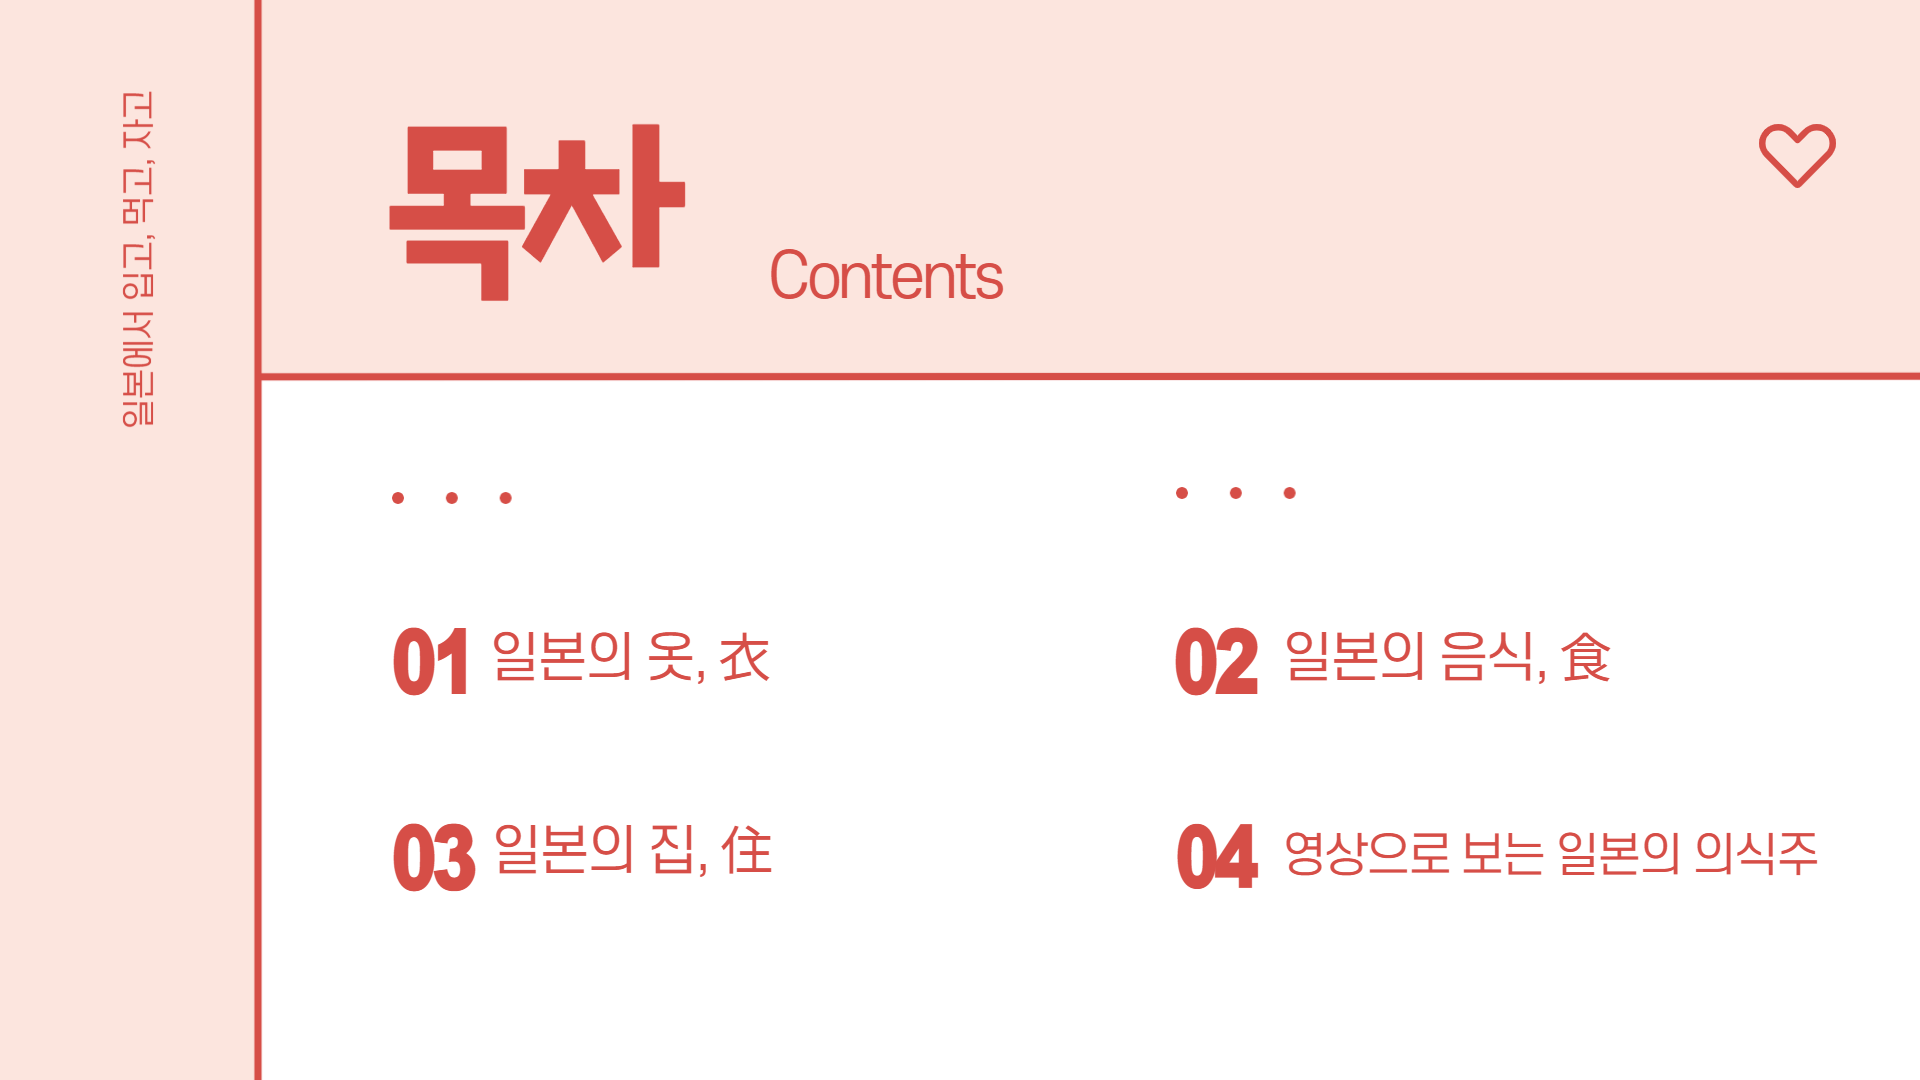 일본에서 입고, 먹고, 자고
목차
Contents
01 일본의 옷, 衣
02 일본의 음식, 食
03 일본의 집, 住
04 영상으로 보는 일본의 의식주